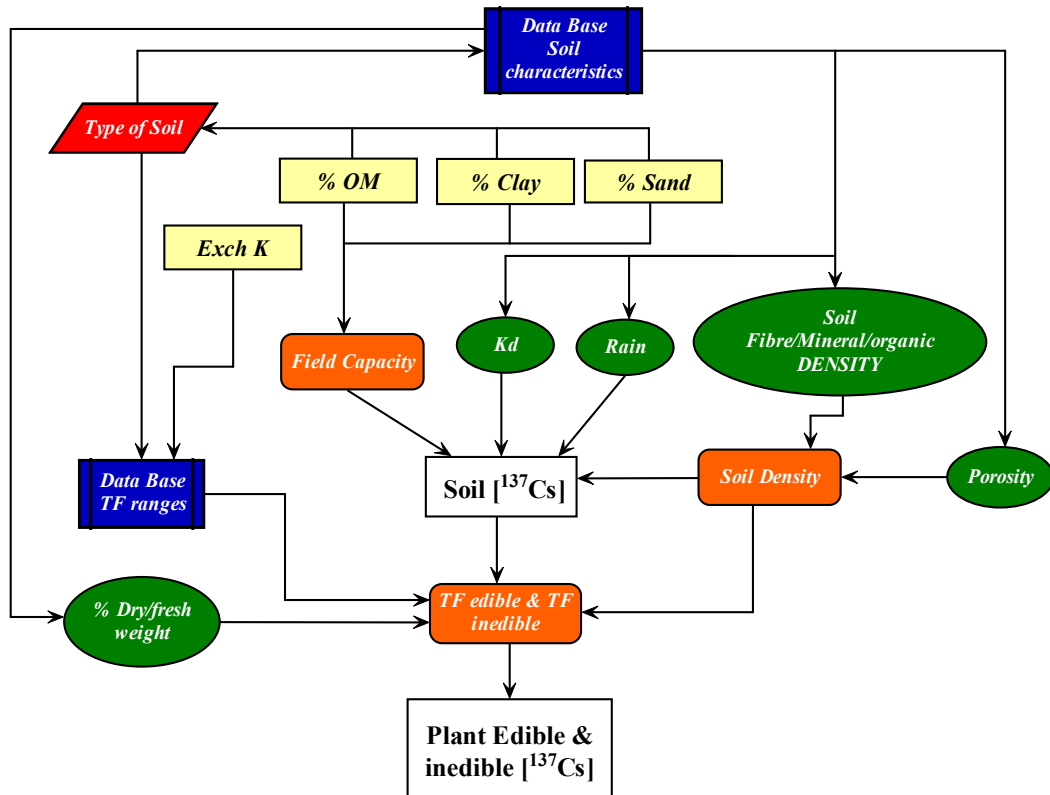 Data Base
Soil
characteristics
Type of Soil
% OM
% Clay
% Sand
Exch K
Field Capacity
Kd
Rain
Soil
Fibre/Mineral/organic
DENSITY
Data Base
TF ranges
Soil [¹³⁷Cs]
Soil Density
Porosity
% Dry/fresh
weight
TF edible & TF
inedible
Plant Edible &
inedible [¹³⁷Cs]